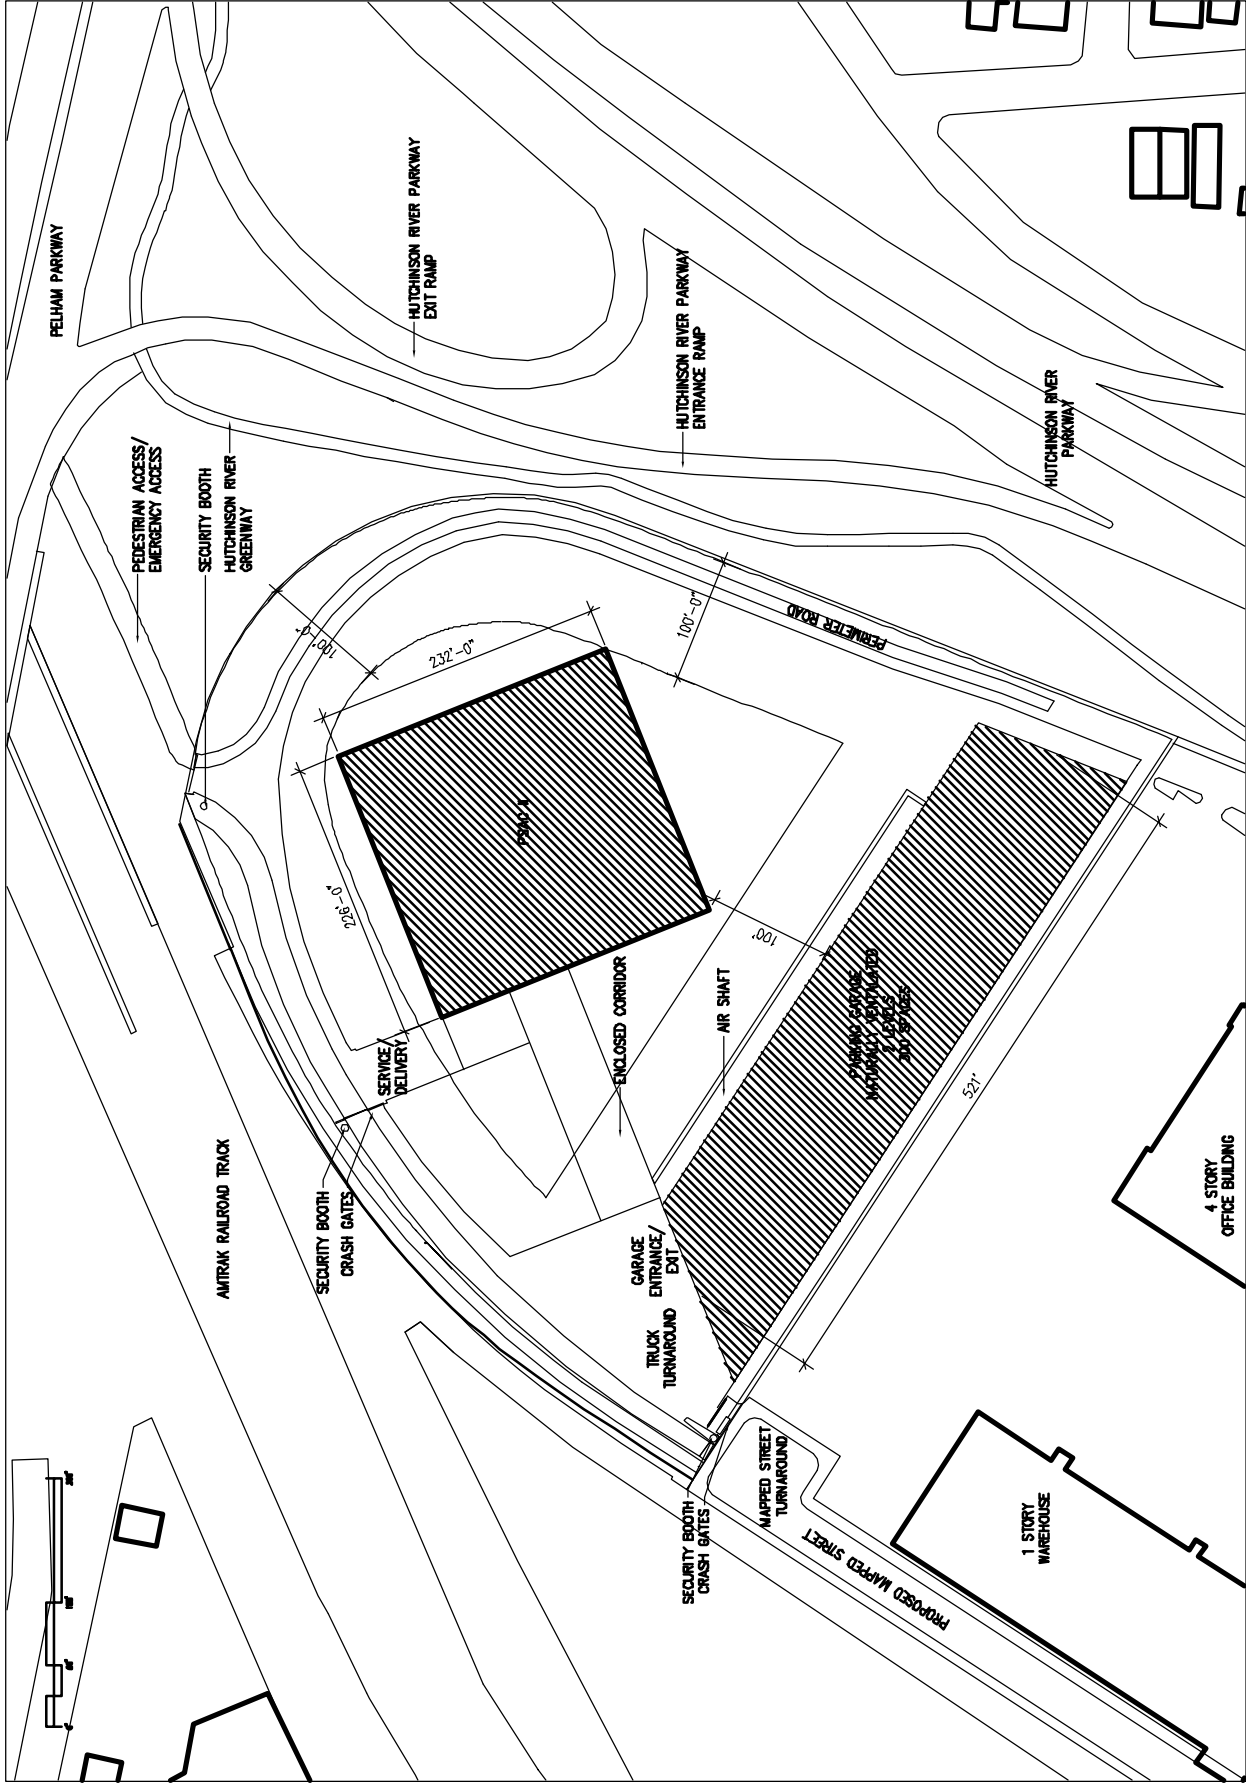 PELHAM PARKWAY
HUTCHINSON RIVER PARKWAY
EXIT RAMP
HUTCHINSON RIVER PARKWAY
ENTRANCE RAMP
HUTCHINSON RIVER
PARKWAY
PEDESTRIAN ACCESS/
EMERGENCY ACCESS
SECURITY BOOTH
HUTCHINSON RIVER
GREENWAY
100'-0"
232'-0"
100'-0"
PERIMETER ROAD
226'-0"
PSAC II
100'
SERVICE/
DELIVERY
ENCLOSED CORRIDOR
AIR SHAFT
PARKING GARAGE
NATURALLY VENTILATED
2 LEVELS
300 SPACES
521'
AMTRAK RAILROAD TRACK
SECURITY BOOTH
CRASH GATES
GARAGE
ENTRANCE/
EXIT
TRUCK
TURNAROUND
4 STORY
OFFICE BUILDING
SECURITY BOOTH
CRASH GATES
MAPPED STREET
TURNAROUND
PROPOSED MAPPED STREET
1 STORY
WAREHOUSE